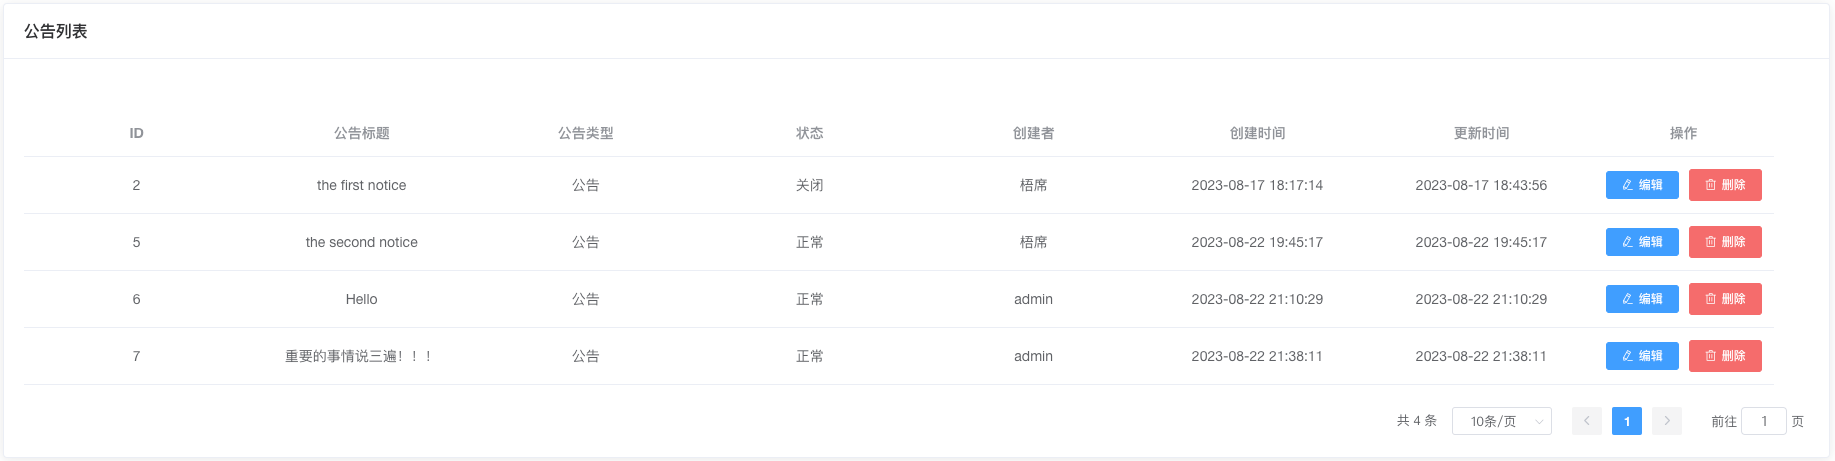 公告列表
ID 公告标题 公告类型 状态 创建者 创建时间 更新时间 操作
2 the first notice 公告 关闭 梧席 2023-08-17 18:17:14 2023-08-17 18:43:56 编辑 删除
5 the second notice 公告 正常 梧席 2023-08-22 19:45:17 2023-08-22 19:45:17 编辑 删除
6 Hello 公告 正常 admin 2023-08-22 21:10:29 2023-08-22 21:10:29 编辑 删除
7 重要的事情说三遍！！！ 公告 正常 admin 2023-08-22 21:38:11 2023-08-22 21:38:11 编辑 删除
共 4 条 10条/页 1 前往 1 页